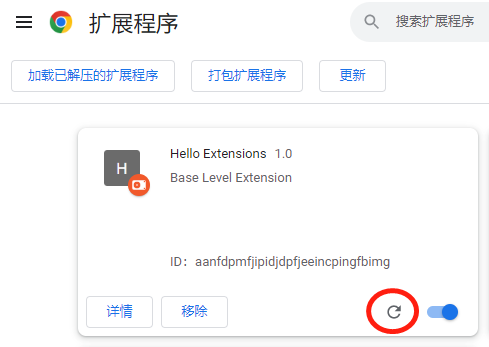 扩展程序
搜索扩展程序
加载已解压的扩展程序 打包扩展程序 更新
H
Hello Extensions 1.0
Base Level Extension
ID: aanfdpmfjipidjdpfjeeincpingfbimg
详情 移除